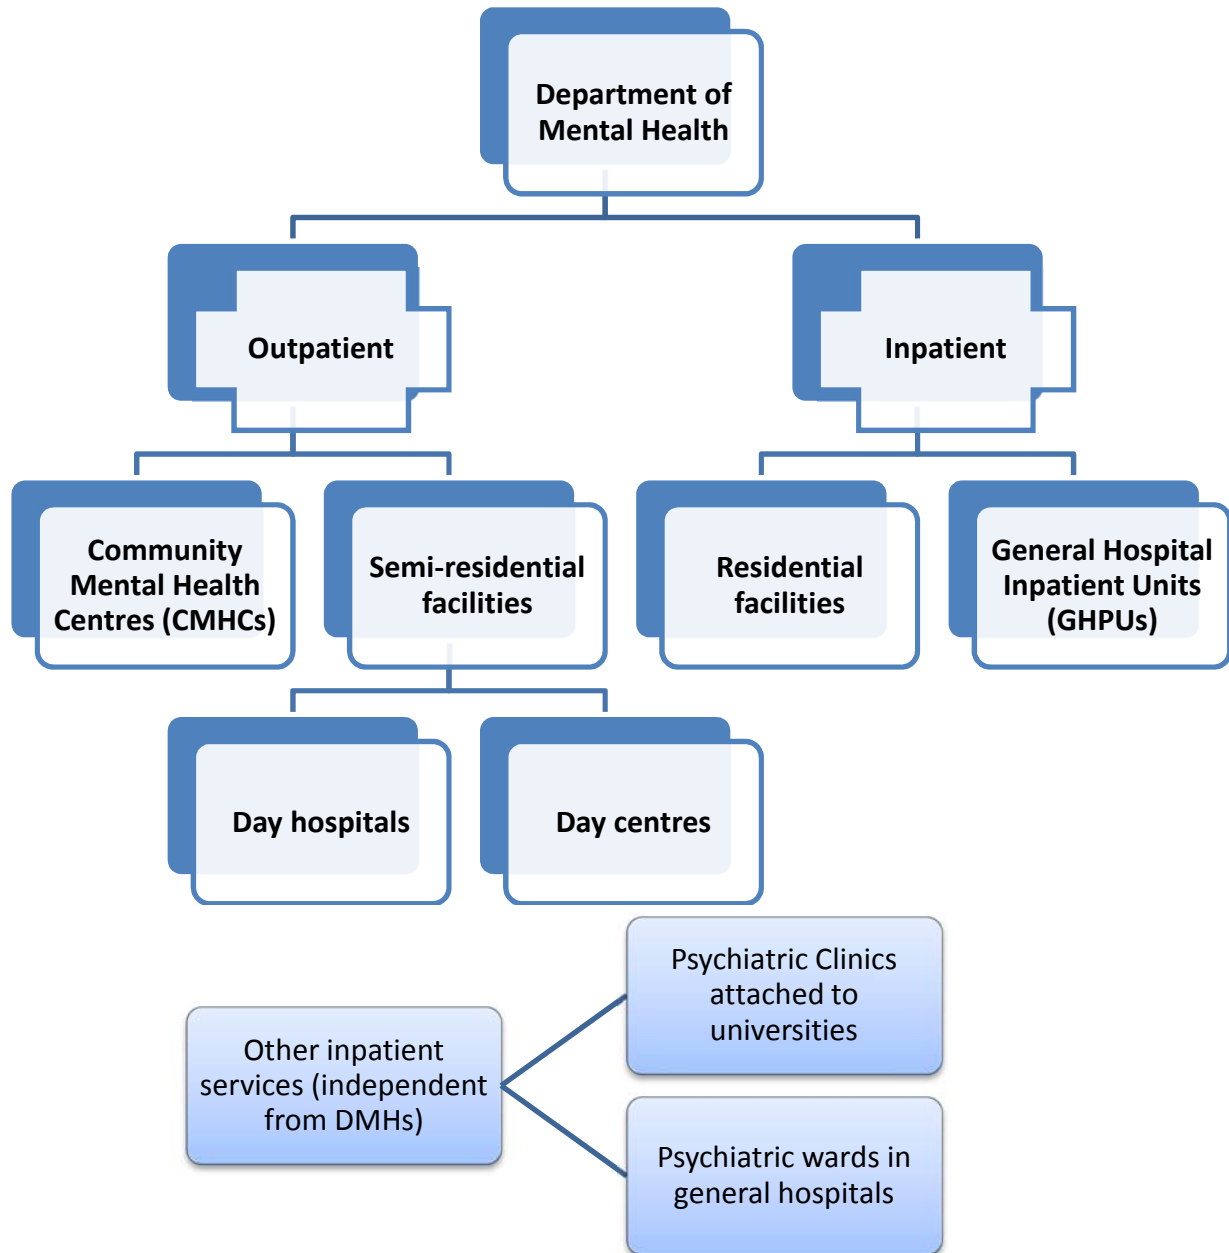 Department of
Mental Health
Outpatient
Inpatient
Community
Mental Health
Centres (CMHCs)
Semi-residential
facilities
Residential
facilities
General Hospital
Inpatient Units
(GHPUs)
Day hospitals
Day centres
Other inpatient
services (independent
from DMHs)
Psychiatric Clinics
attached to
universities
Psychiatric wards in
general hospitals